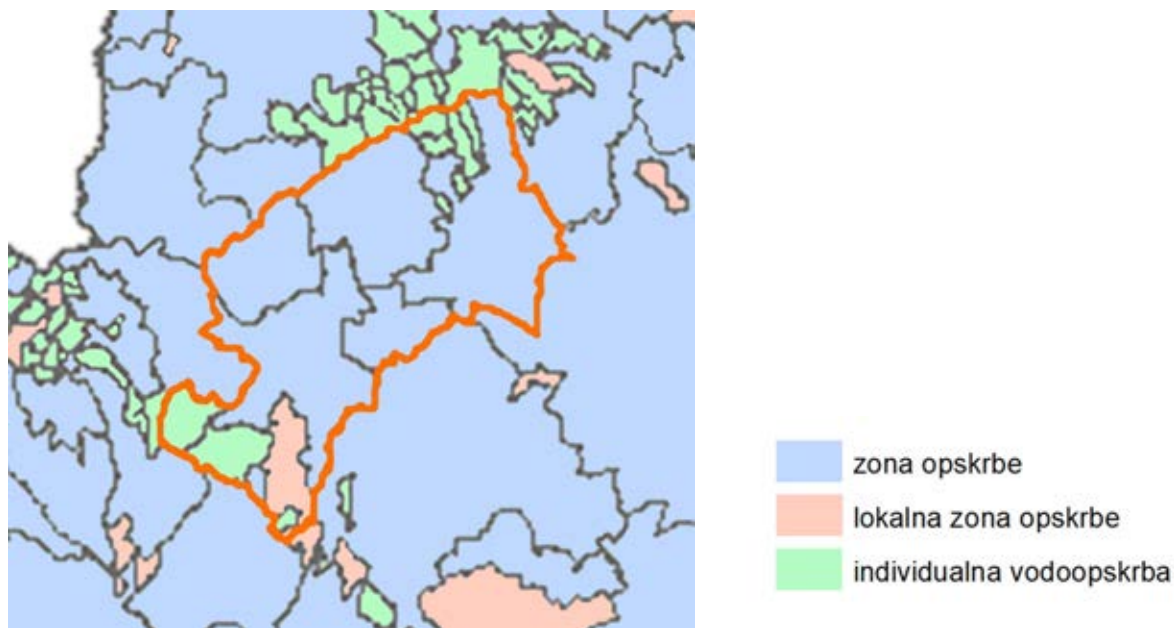 zona opskrbe
lokalna zona opskrbe
individualna vodoopskrba